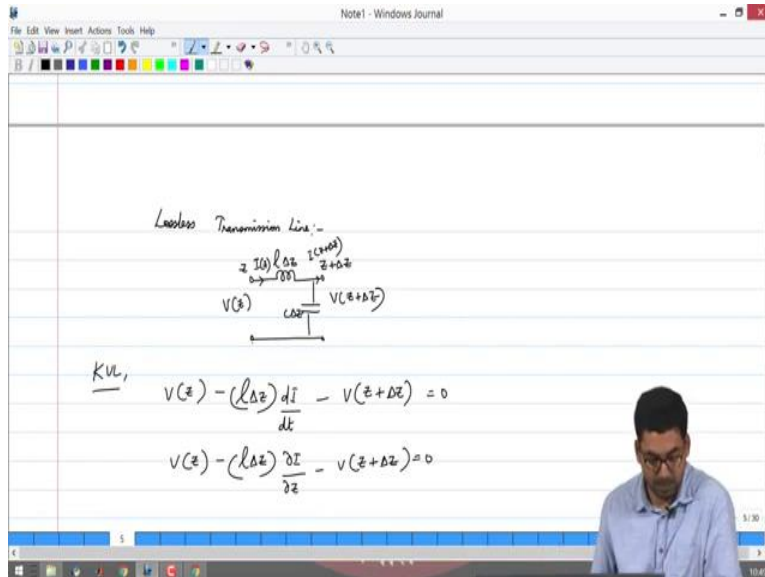 Note1 - Windows Journal
File Edit View Insert Actions Tools Help
B I
Lossless Transmission Line:-
z I(z) lΔz I(z+Δz)
z+Δz
V(z) V(z+Δz)
cΔz
KVL,
V(z) - (lΔz) dI/dt - V(z+Δz) = 0
V(z) - (lΔz) ∂I/∂z - V(z+Δz) = 0
5/30
5